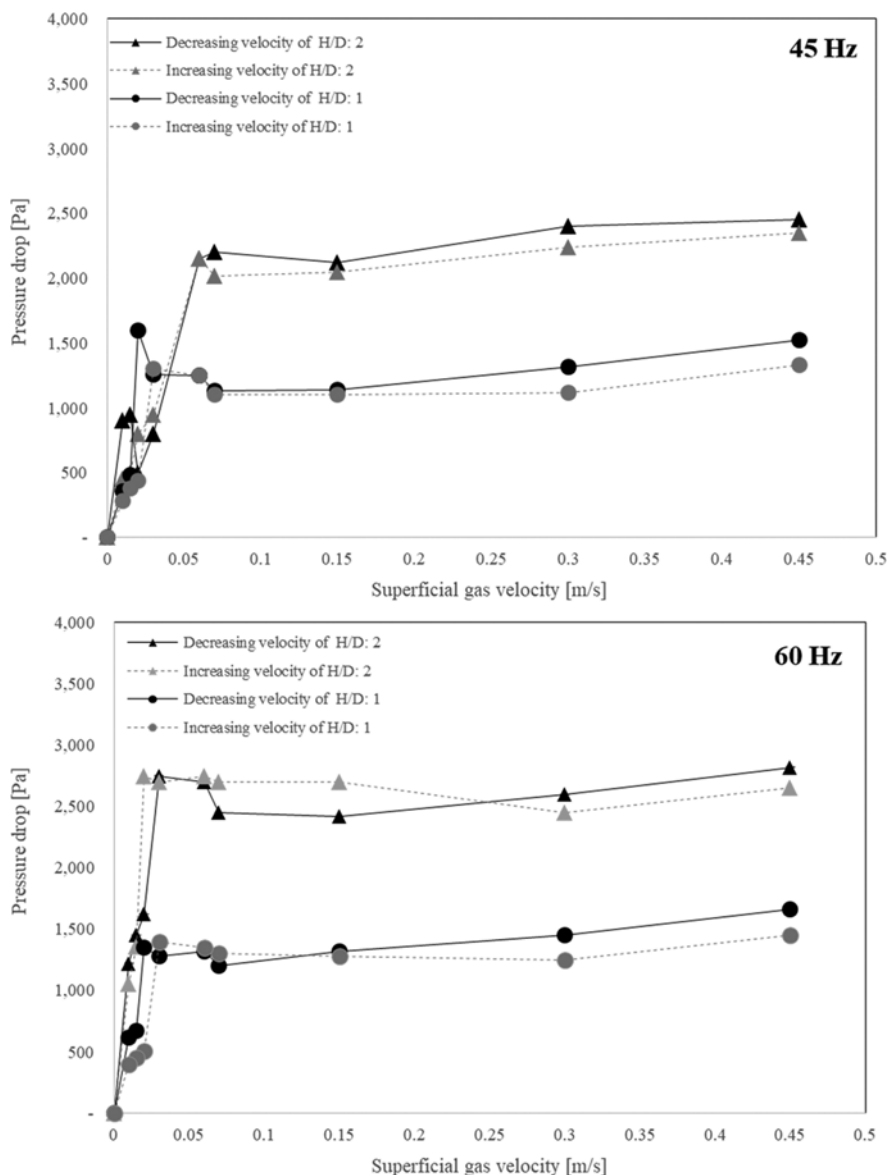 4,000
3,500
3,000
2,500
2,000
1,500
1,000
500
-
Pressure drop [Pa]
Decreasing velocity of H/D: 2
Increasing velocity of H/D: 2
Decreasing velocity of H/D: 1
Increasing velocity of H/D: 1
45 Hz
0 0.05 0.1 0.15 0.2 0.25 0.3 0.35 0.4 0.45 0.5
Superficial gas velocity [m/s]
4,000
3,500
3,000
2,500
2,000
1,500
1,000
500
-
Pressure drop [Pa]
Decreasing velocity of H/D: 2
Increasing velocity of H/D: 2
Decreasing velocity of H/D: 1
Increasing velocity of H/D: 1
60 Hz
0 0.05 0.1 0.15 0.2 0.25 0.3 0.35 0.4 0.45 0.5
Superficial gas velocity [m/s]